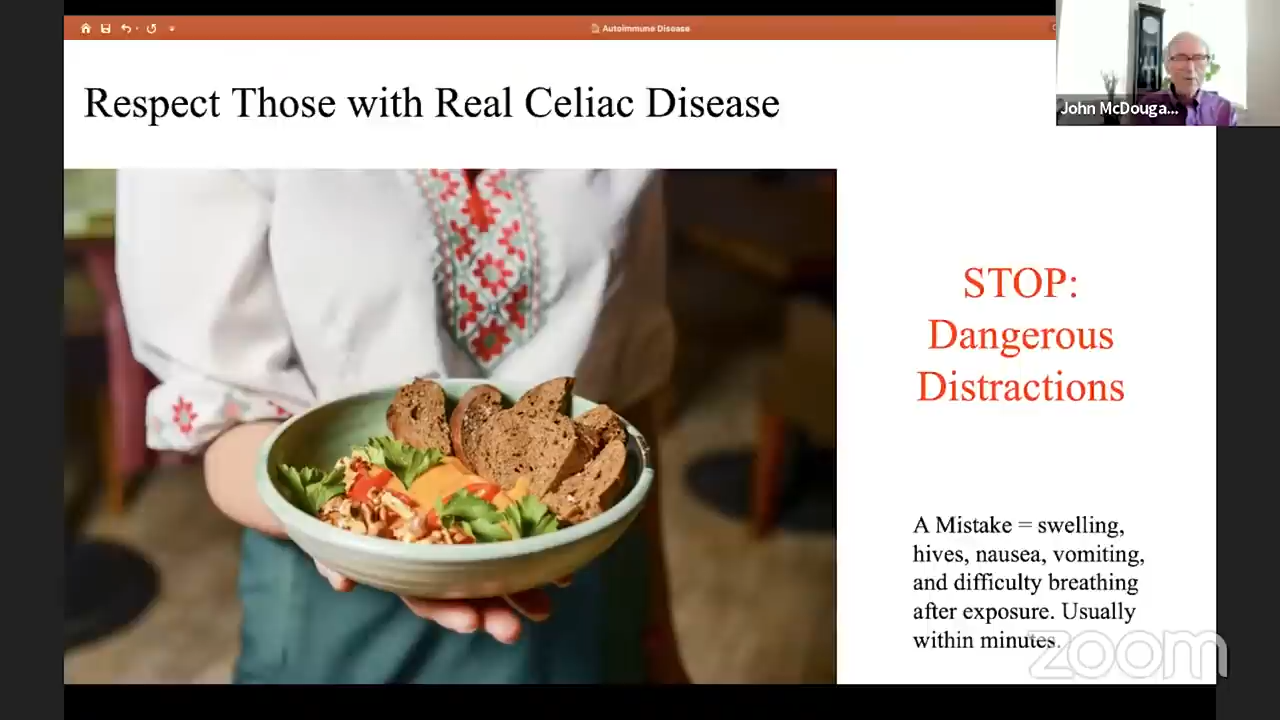 Autoimmune Disease
Respect Those with Real Celiac Disease
John McDouga...
STOP:
Dangerous
Distractions
A Mistake = swelling,
hives, nausea, vomiting,
and difficulty breathing
after exposure. Usually
within minutes.
zoom